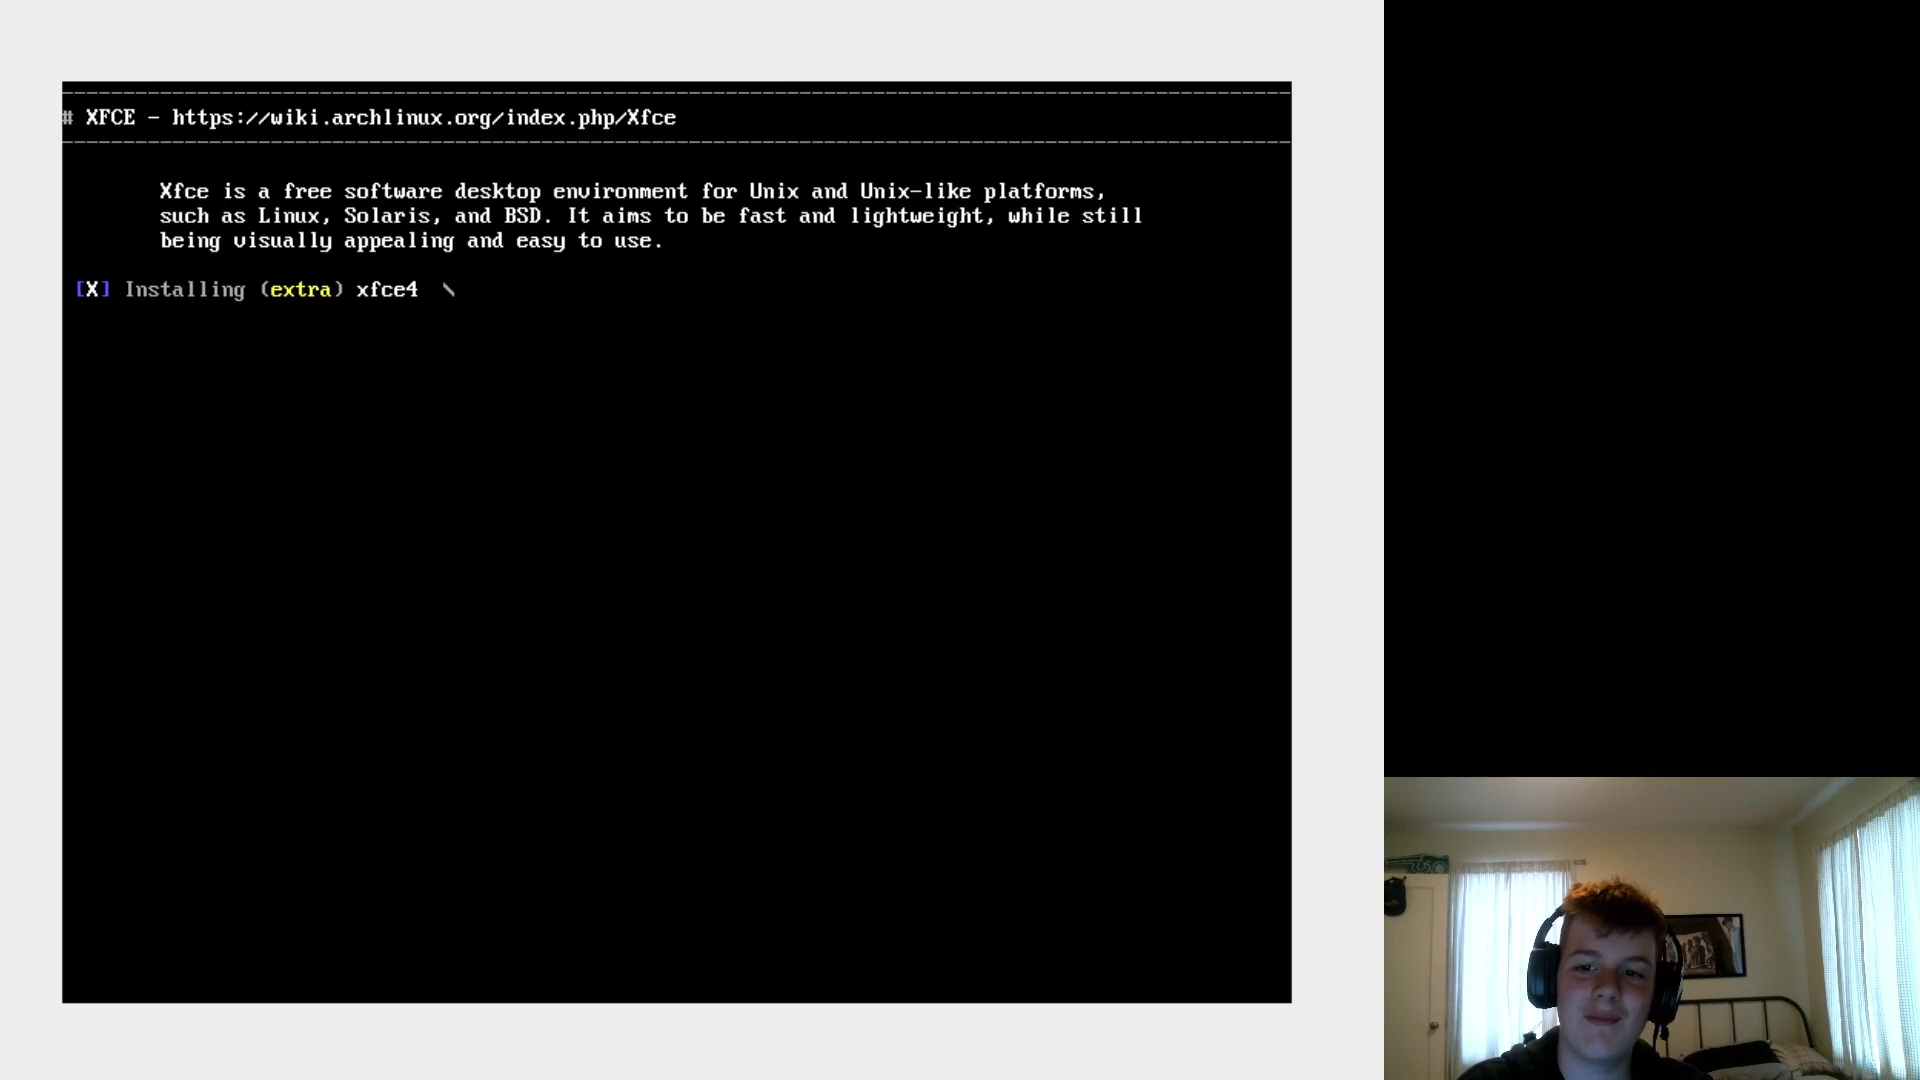 # XFCE - https://wiki.archlinux.org/index.php/Xfce
Xfce is a free software desktop environment for Unix and Unix-like platforms,
such as Linux, Solaris, and BSD. It aims to be fast and lightweight, while still
being visually appealing and easy to use.
[X] Installing (extra) xfce4 \